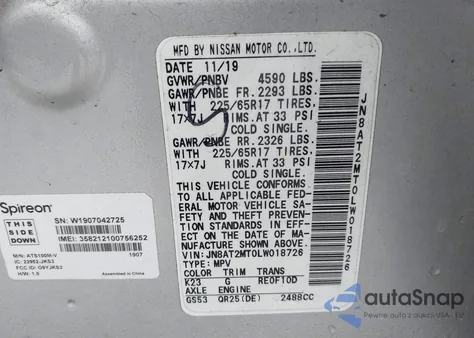 MFD BY NISSAN MOTOR CO.,LTD.
DATE 11/19
GVWR/PNBV 4590 LBS.
GAWR/PNBE FR. 2293 LBS.
WITH 225/65R17 TIRES.
17x7J RIMS.AT 33 PSI
COLD SINGLE.
GAWR/PNBE RR. 2326 LBS.
WITH 225/65R17 TIRES.
17x7J RIMS.AT 33 PSI
COLD SINGLE.
THIS VEHICLE CONFORMS
TO ALL APPLICABLE FED-
ERAL MOTOR VEHICLE SA-
FETY AND THEFT PREVEN-
TION STANDARDS IN EFF-
ECT ON THE DATE OF MA-
NUFACTURE SHOWN ABOVE.
VIN:JN8AT2MT0LW018726
TYPE:MPV
COLOR TRIM TRANS
K23 G RE0F10D
AXLE ENGINE
GS53 QR25(DE) 2488CC
JN8AT2MT0LW018726
Spireon
THIS
SIDE
DOWN
SN: W1907042725
IMEI: 358212100756252
1907
M/N: ATS100M-V
H/W: 1.0
autoSnap